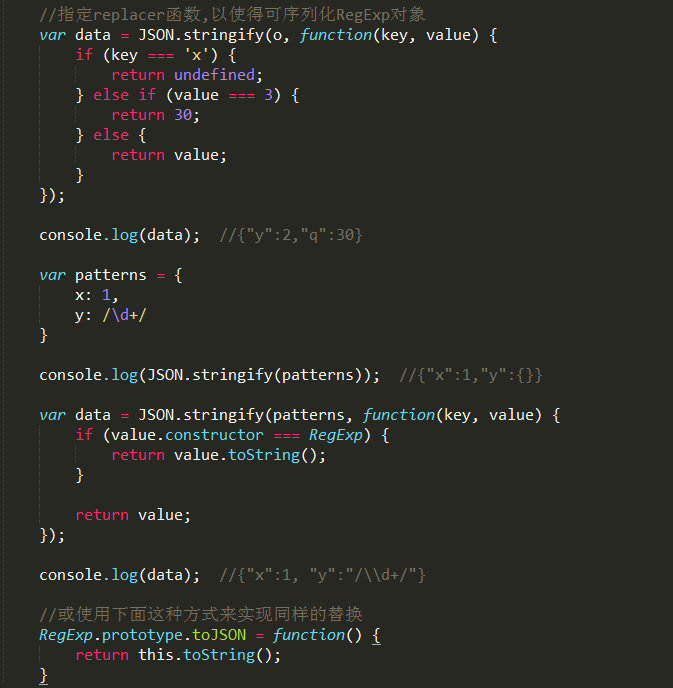 //指定replacer函数,以使得可序列化RegExp对象
var data = JSON.stringify(o, function(key, value) {
    if (key === 'x') {
        return undefined;
    } else if (value === 3) {
        return 30;
    } else {
        return value;
    }
});
console.log(data);  //{"y":2,"q":30}
var patterns = {
    x: 1,
    y: /\d+/
}
console.log(JSON.stringify(patterns));  //{"x":1,"y":{}}
var data = JSON.stringify(patterns, function(key, value) {
    if (value.constructor === RegExp) {
        return value.toString();
    }
    return value;
});
console.log(data);  //{"x":1, "y":"/\\d+/"}
//或使用下面这种方式来实现同样的替换
RegExp.prototype.toJSON = function() {
    return this.toString();
}